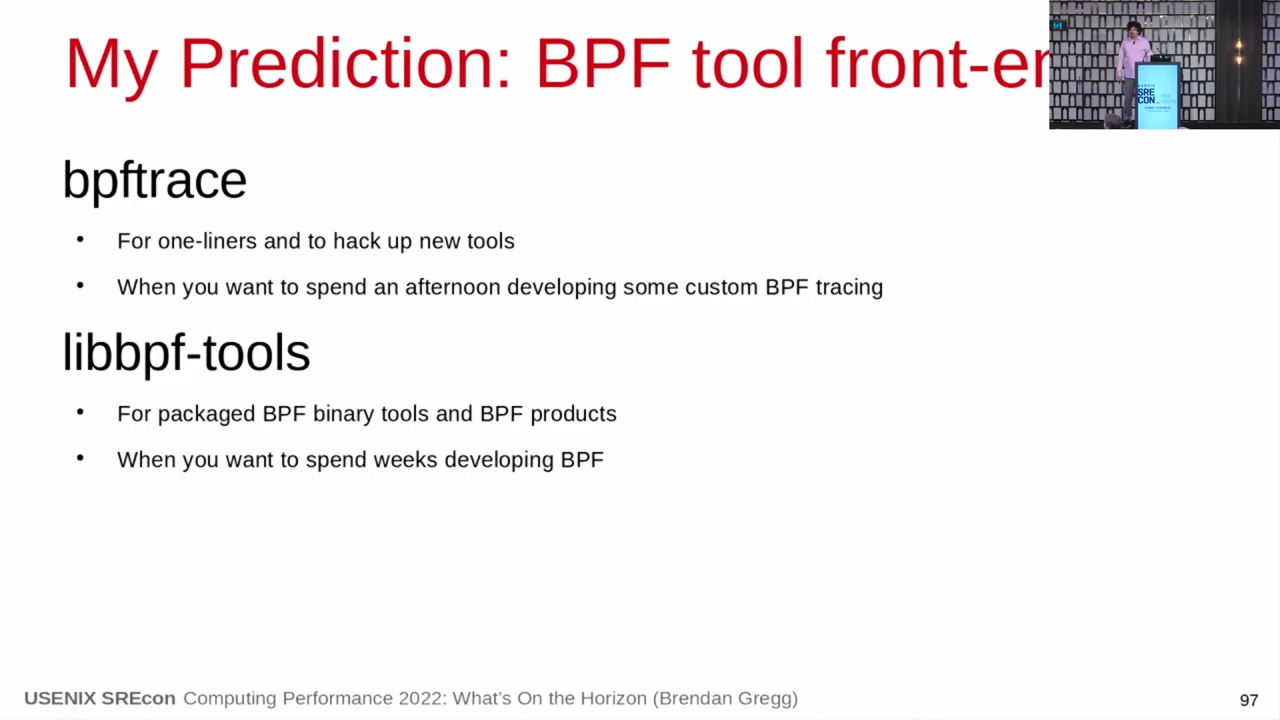 My Prediction: BPF tool front-en
bpftrace
• For one-liners and to hack up new tools
• When you want to spend an afternoon developing some custom BPF tracing
libbpf-tools
• For packaged BPF binary tools and BPF products
• When you want to spend weeks developing BPF
SRE
CON
USENIX SREcon Computing Performance 2022: What's On the Horizon (Brendan Gregg)
97